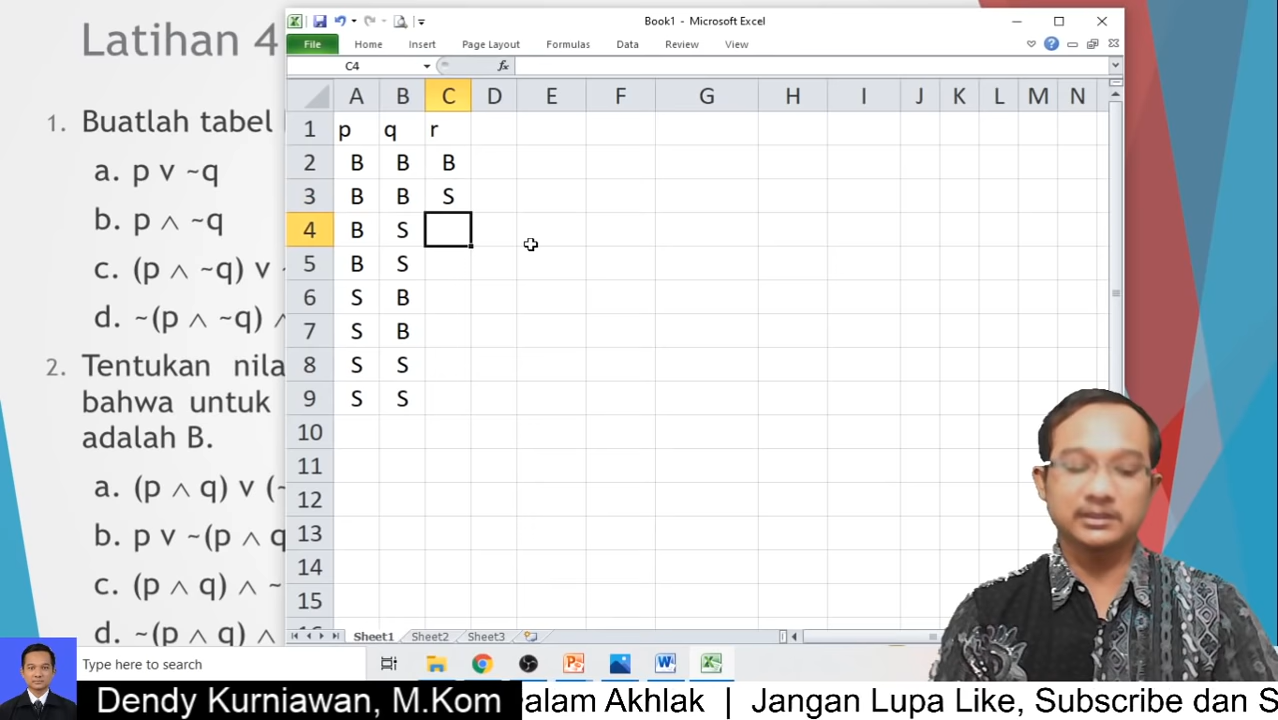 Latihan 4
1. Buatlah tabel
a. p v ~q
b. p ∧ ~q
c. (p ∧ ~q) v
d. ~(p ∧ ~q) ∧
2. Tentukan nila
bahwa untuk
adalah B.
a. (p ∧ q) v (~
b. p v ~(p ∧ q
c. (p ∧ q) ∧ ~
d. ~(p ∧ q) ∧
Book1 - Microsoft Excel
File Home Insert Page Layout Formulas Data Review View
C4 fx
A B C D E F G H I J K L M N
1 p q r
2 B B B
3 B B S
4 B S
5 B S
6 S B
7 S B
8 S S
9 S S
10
11
12
13
14
15
Sheet1 Sheet2 Sheet3
Type here to search
Dendy Kurniawan, M.Kom
alam Akhlak | Jangan Lupa Like, Subscribe dan S